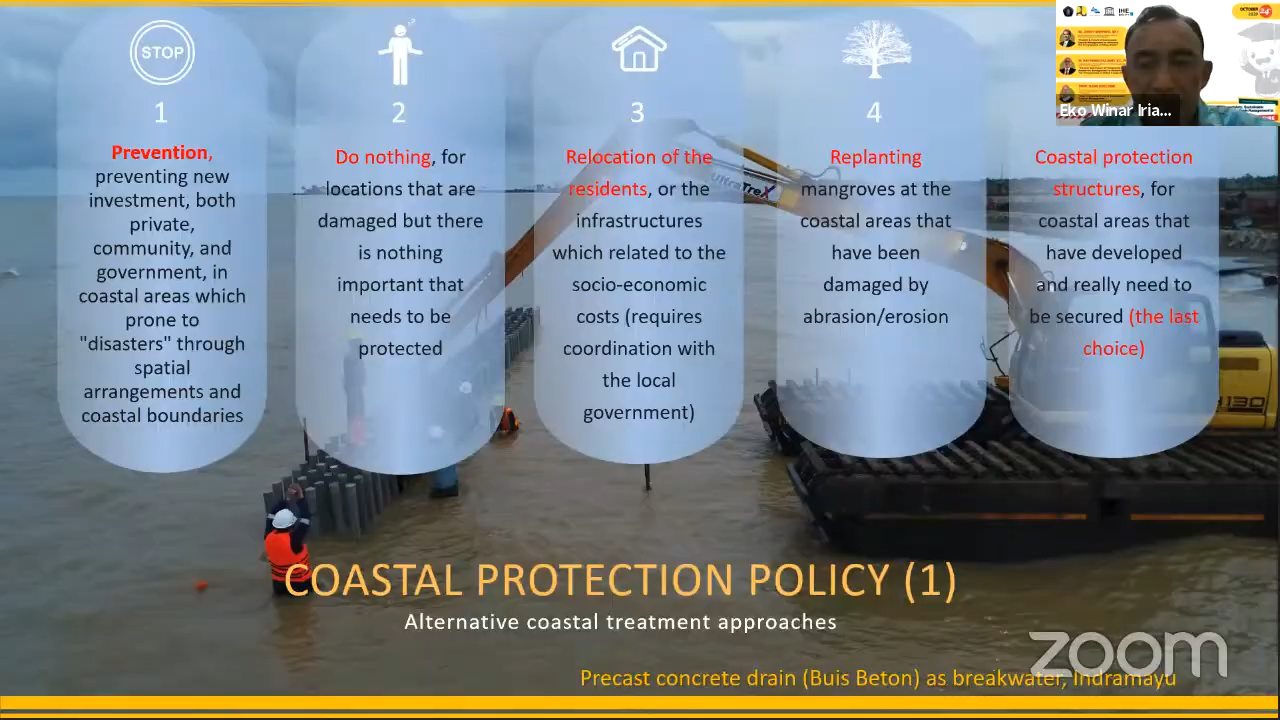 STOP
1
Prevention,
preventing new
investment, both
private,
community, and
government, in
coastal areas which
prone to
"disasters" through
spatial
arrangements and
coastal boundaries
2
Do nothing, for
locations that are
damaged but there
is nothing
important that
needs to be
protected
3
Relocation of the
residents, or the
infrastructures
which related to the
socio-economic
costs (requires
coordination with
the local
government)
4
Replanting
mangroves at the
coastal areas that
have been
damaged by
abrasion/erosion
Coastal protection
structures, for
coastal areas that
have developed
and really need to
be secured (the last
choice)
UltraTreX
H130
COASTAL PROTECTION POLICY (1)
Alternative coastal treatment approaches
Precast concrete drain (Buis Beton) as breakwater, Indramayu
zoom
IHE
OCTOBER
24
Eko Winar Iria...